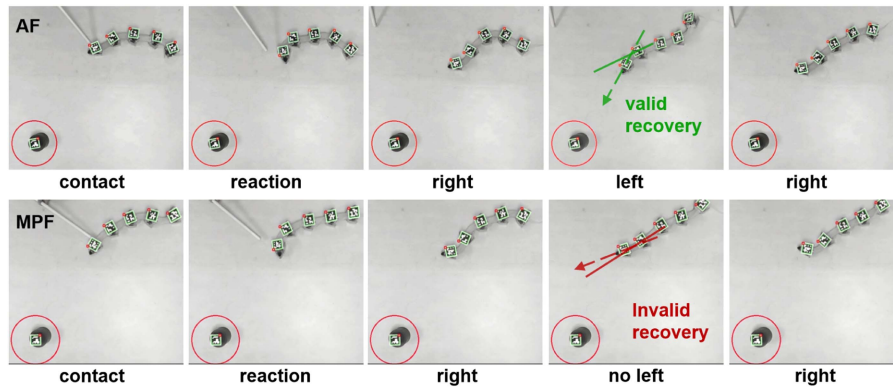 AF
valid
recovery
contact reaction right left right
MPF
Invalid
recovery
contact reaction right no left right